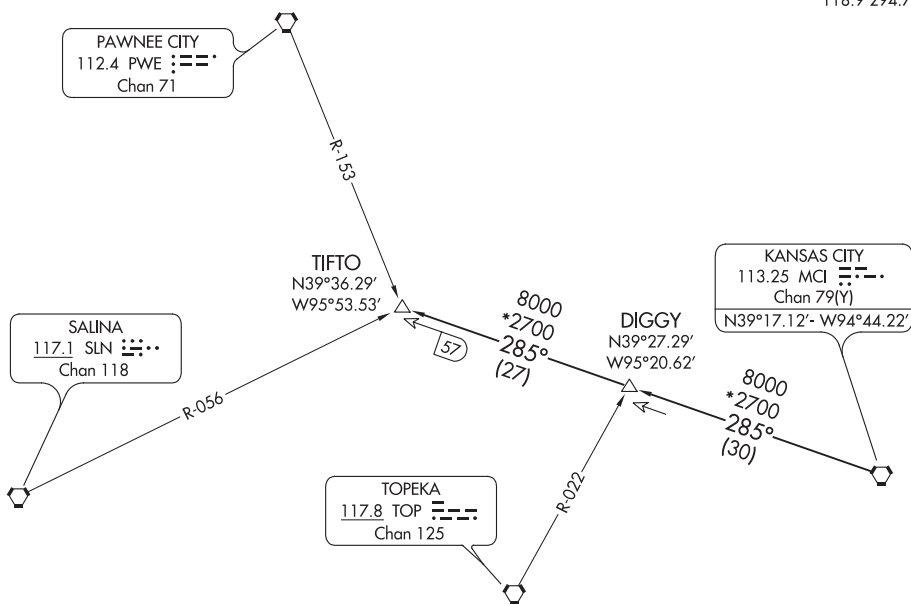 118.9 294.7
PAWNEE CITY
112.4 PWE
Chan 71
R-153
TIFTO
N39°36.29'
W95°53.53'
8000
*2700
285°
(27)
57
DIGGY
N39°27.29'
W95°20.62'
KANSAS CITY
113.25 MCI
Chan 79(Y)
N39°17.12'- W94°44.22'
8000
*2700
285°
(30)
SALINA
117.1 SLN
Chan 118
R-056
TOPEKA
117.8 TOP
Chan 125
R-022